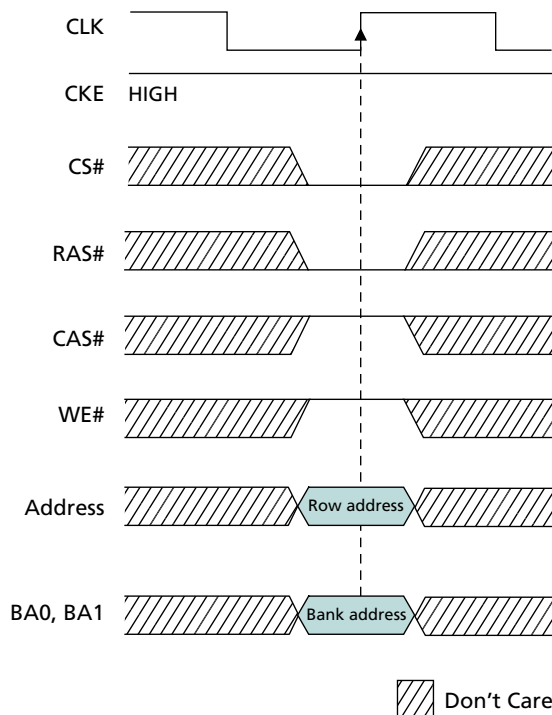 CLK
CKE HIGH
CS#
RAS#
CAS#
WE#
Address Row address
BA0, BA1 Bank address
Don't Care